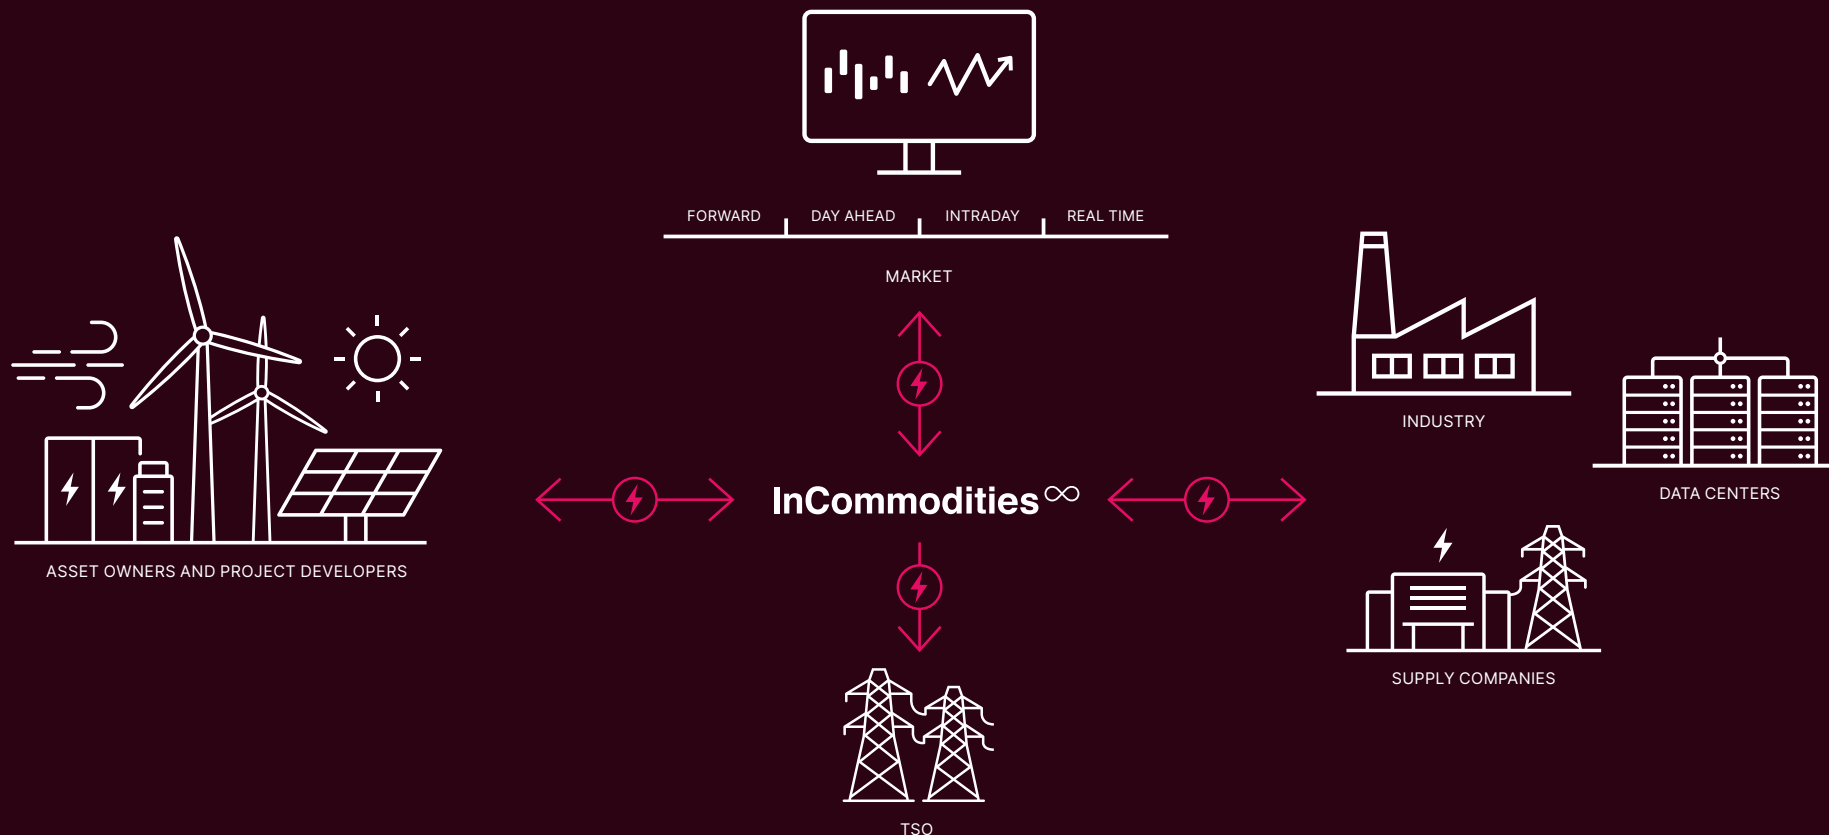 FORWARD
DAY AHEAD
INTRADAY
REAL TIME
MARKET
INDUSTRY
DATA CENTERS
InCommodities∞
ASSET OWNERS AND PROJECT DEVELOPERS
SUPPLY COMPANIES
TSO